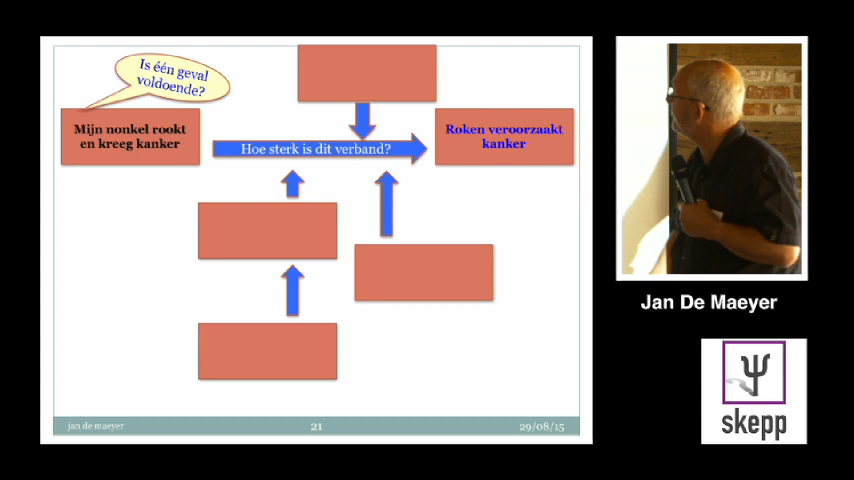 Is één geval
voldoende?
Mijn nonkel rookt
en kreeg kanker
Hoe sterk is dit verband?
Roken veroorzaakt
kanker
jan de maeyer
21
29/08/15
Jan De Maeyer
skepp